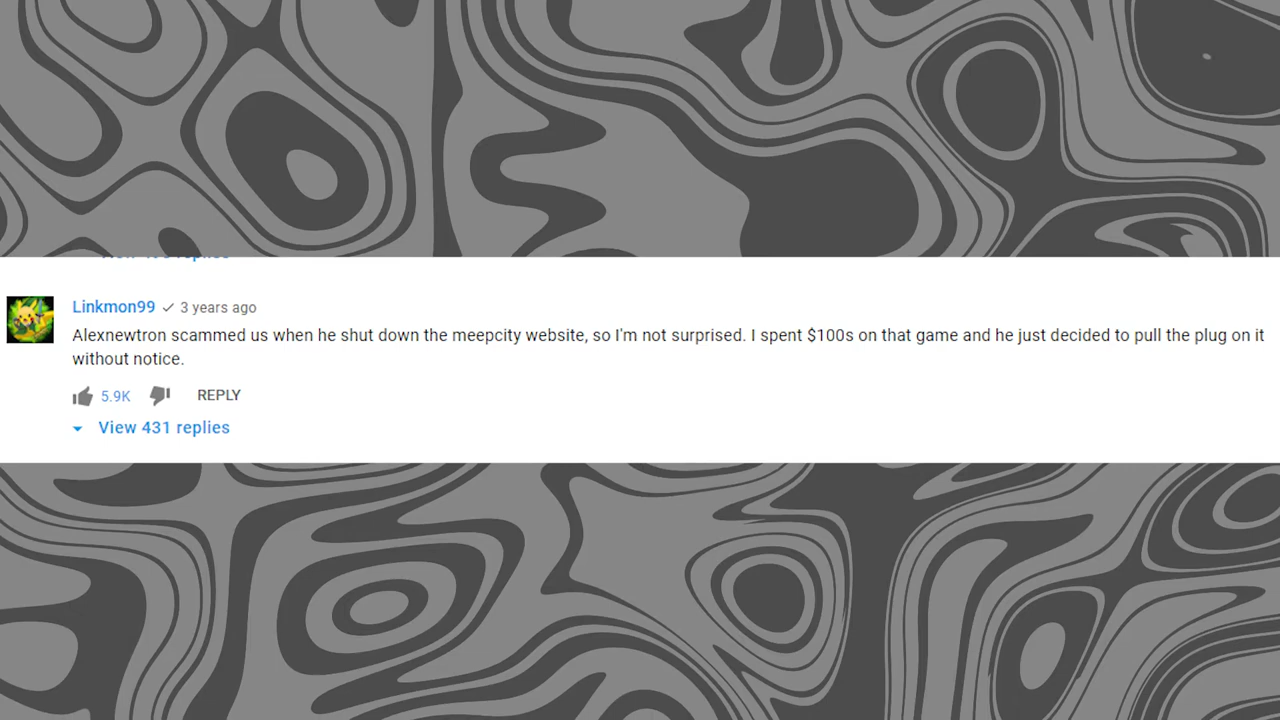 Linkmon99 3 years ago
Alexnewtron scammed us when he shut down the meepcity website, so I'm not surprised. I spent $100s on that game and he just decided to pull the plug on it
without notice.
5.9K REPLY
View 431 replies